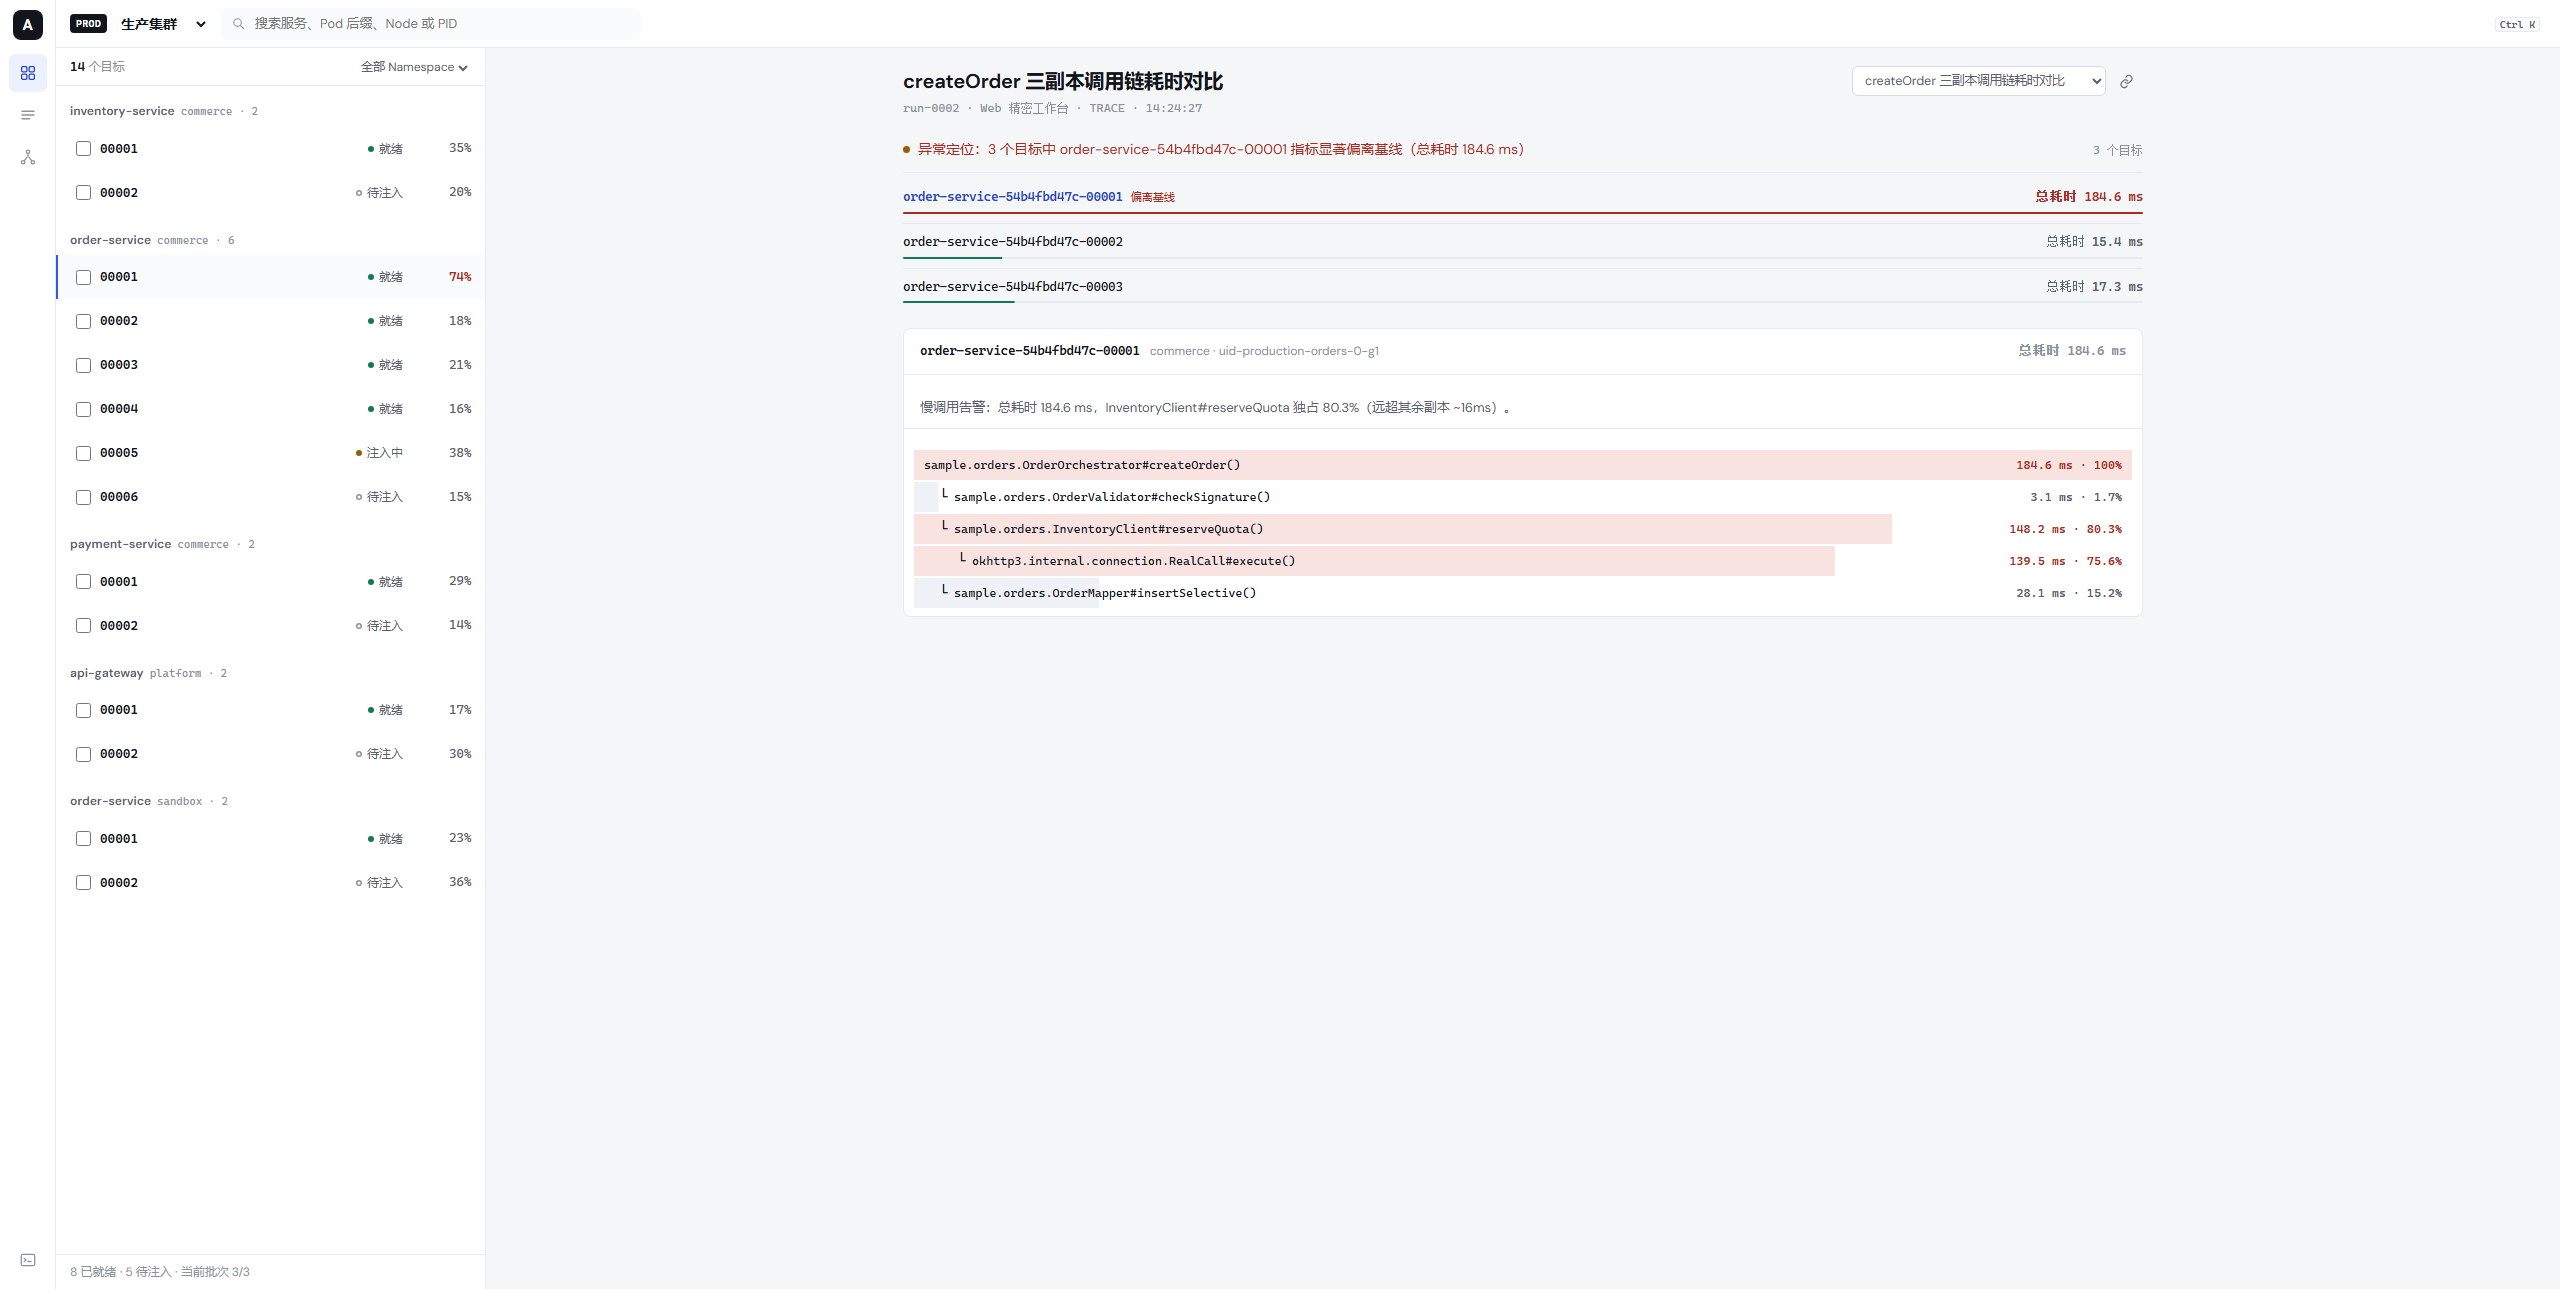 A
PROD 生产集群
搜索服务、Pod 后缀、Node 或 PID
Ctrl K
14 个目标
全部 Namespace
inventory-service commerce · 2
00001 就绪 35%
00002 待注入 20%
order-service commerce · 6
00001 就绪 74%
00002 就绪 18%
00003 就绪 21%
00004 就绪 16%
00005 注入中 38%
00006 待注入 15%
payment-service commerce · 2
00001 就绪 29%
00002 待注入 14%
api-gateway platform · 2
00001 就绪 17%
00002 待注入 30%
order-service sandbox · 2
00001 就绪 23%
00002 待注入 36%
8 已就绪 · 5 待注入 · 当前批次 3/3
createOrder 三副本调用链耗时对比
createOrder 三副本调用链耗时对比
run-0002 · Web 精密工作台 · TRACE · 14:24:27
异常定位：3 个目标中 order-service-54b4fbd47c-00001 指标显著偏离基线（总耗时 184.6 ms）
3 个目标
order-service-54b4fbd47c-00001 偏离基线 总耗时 184.6 ms
order-service-54b4fbd47c-00002 总耗时 15.4 ms
order-service-54b4fbd47c-00003 总耗时 17.3 ms
order-service-54b4fbd47c-00001 commerce · uid-production-orders-0-g1 总耗时 184.6 ms
慢调用告警：总耗时 184.6 ms，InventoryClient#reserveQuota 独占 80.3%（远超其余副本 ~16ms）。
sample.orders.OrderOrchestrator#createOrder() 184.6 ms · 100%
└ sample.orders.OrderValidator#checkSignature() 3.1 ms · 1.7%
└ sample.orders.InventoryClient#reserveQuota() 148.2 ms · 80.3%
└ okhttp3.internal.connection.RealCall#execute() 139.5 ms · 75.6%
└ sample.orders.OrderMapper#insertSelective() 28.1 ms · 15.2%